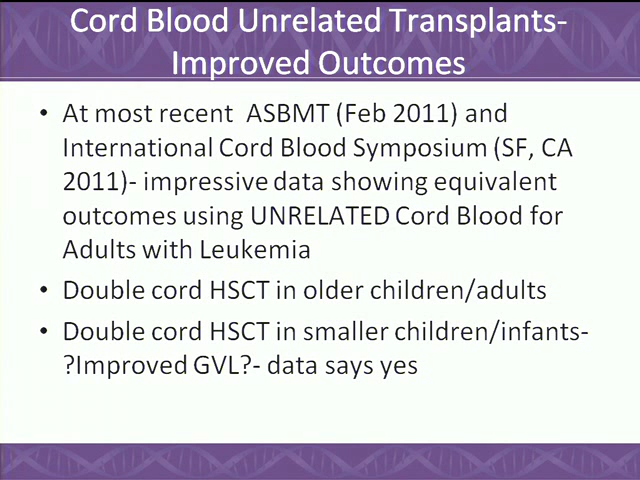 Cord Blood Unrelated Transplants-
Improved Outcomes
• At most recent ASBMT (Feb 2011) and
International Cord Blood Symposium (SF, CA
2011)- impressive data showing equivalent
outcomes using UNRELATED Cord Blood for
Adults with Leukemia
• Double cord HSCT in older children/adults
• Double cord HSCT in smaller children/infants-
?Improved GVL?- data says yes